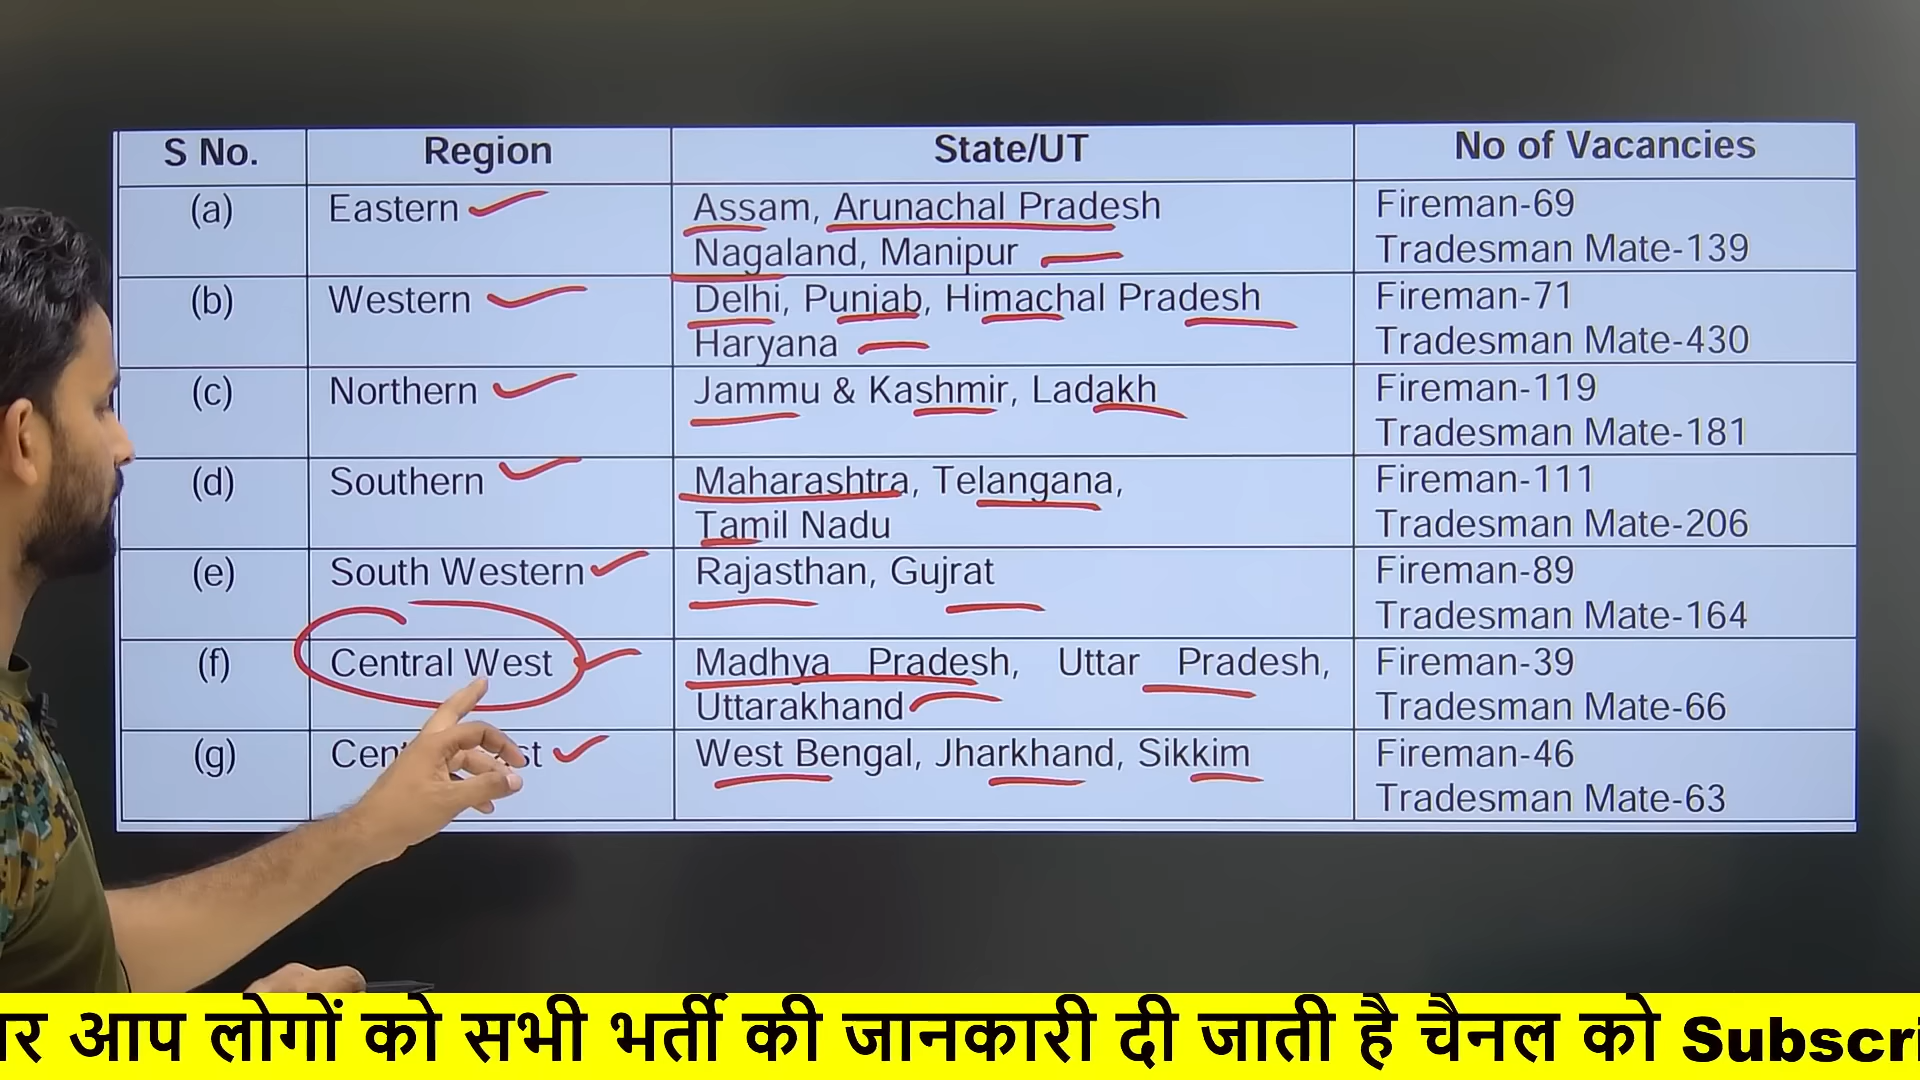 S No. Region State/UT No of Vacancies
(a) Eastern Assam, Arunachal Pradesh Fireman-69
Nagaland, Manipur Tradesman Mate-139
(b) Western Delhi, Punjab, Himachal Pradesh Fireman-71
Haryana Tradesman Mate-430
(c) Northern Jammu & Kashmir, Ladakh Fireman-119
Tradesman Mate-181
(d) Southern Maharashtra, Telangana, Fireman-111
Tamil Nadu Tradesman Mate-206
(e) South Western Rajasthan, Gujrat Fireman-89
Tradesman Mate-164
(f) Central West Madhya Pradesh, Uttar Pradesh, Fireman-39
Uttarakhand Tradesman Mate-66
(g) West Bengal, Jharkhand, Sikkim Fireman-46
Tradesman Mate-63
आप लोगों को सभी भर्ती की जानकारी दी जाती है चैनल को